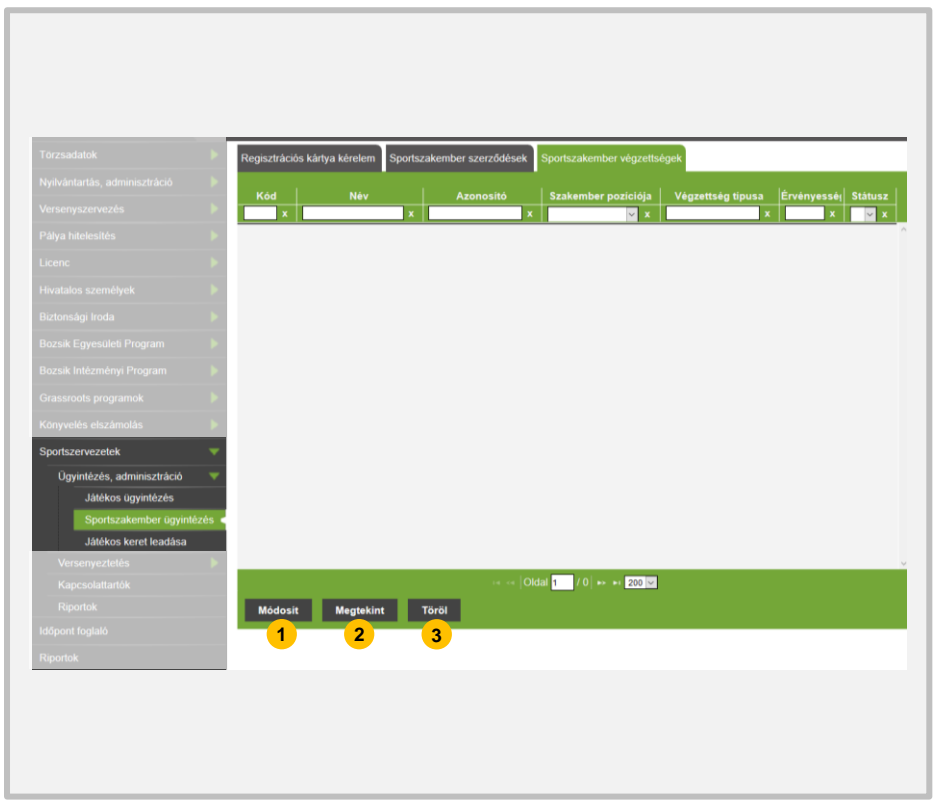 Törzsadatok
Nyilvántartás, adminisztráció
Versenyszervezés
Pálya hitelesítés
Licenc
Hivatalos személyek
Biztonsági Iroda
Bozsik Egyesületi Program
Bozsik Intézményi Program
Grassroots programok
Könyvelés elszámolás
Sportszervezetek
Ügyintézés, adminisztráció
Játékos ügyintézés
Sportszakember ügyintézés
Játékos keret leadása
Versenyeztetés
Kapcsolattartók
Riportok
Időpont foglaló
Riportok
Regisztrációs kártya kérelem Sportszakember szerződések Sportszakember végzettségek
Kód Név Azonosító Szakember pozíciója Végzettség típusa Érvényesség Státusz
x x x x x x x
Oldal 1 / 0 200
Módosít Megtekint Töröl
1 2 3